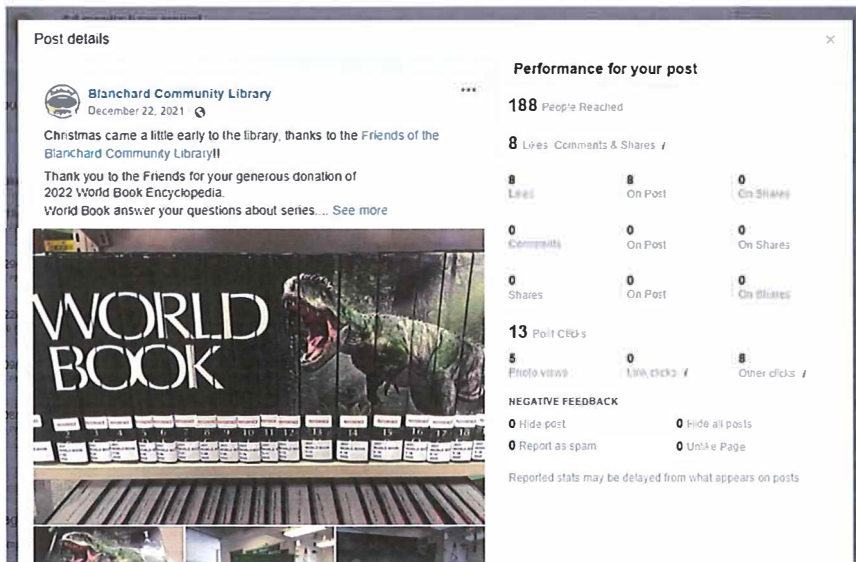 Post details
×
Blanchard Community Library
December 22, 2021
Christmas came a little early to the library, thanks to the Friends of the
Blanchard Community Library!!
Thank you to the Friends for your generous donation of
2022 World Book Encyclopedia.
World Book answer your questions about series.... See more
WORLD
BOOK
Performance for your post
188 People Reached
8 Likes, Comments & Shares i
8 8 0
Likes On Post On Shares
0 0 0
Comments On Post On Shares
0 0 0
Shares On Post On Shares
13 Post Clicks
5 0 8
Photo views Link clicks i Other clicks i
NEGATIVE FEEDBACK
0 Hide post 0 Hide all posts
0 Report as spam 0 Unlike Page
Reported stats may be delayed from what appears on posts